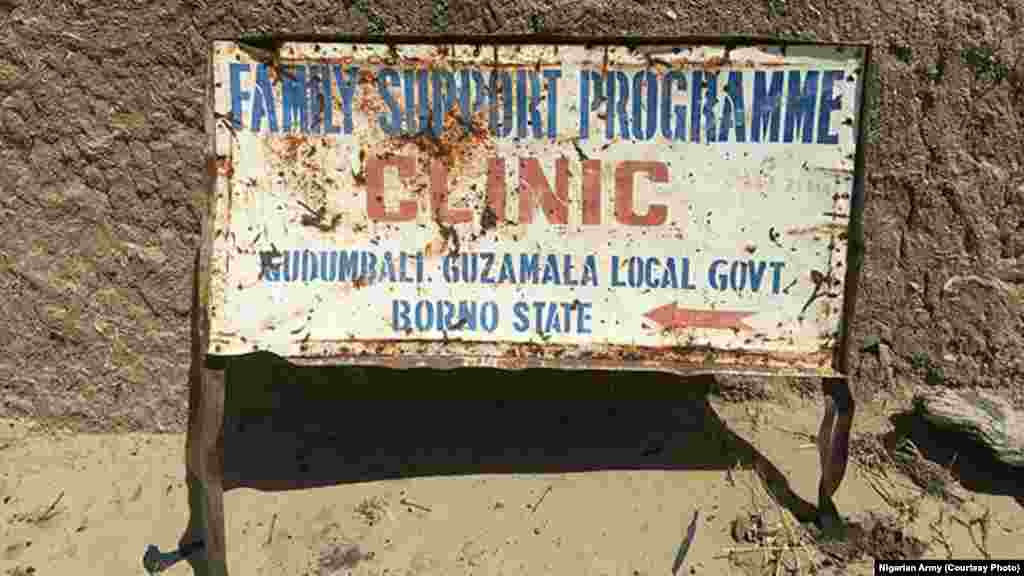 FAMILY SUPPORT PROGRAMME
CLINIC
GUDUMBALI. GUZAMALA LOCAL GOVT.
BORNO STATE
Nigerian Army (Courtesy Photo)